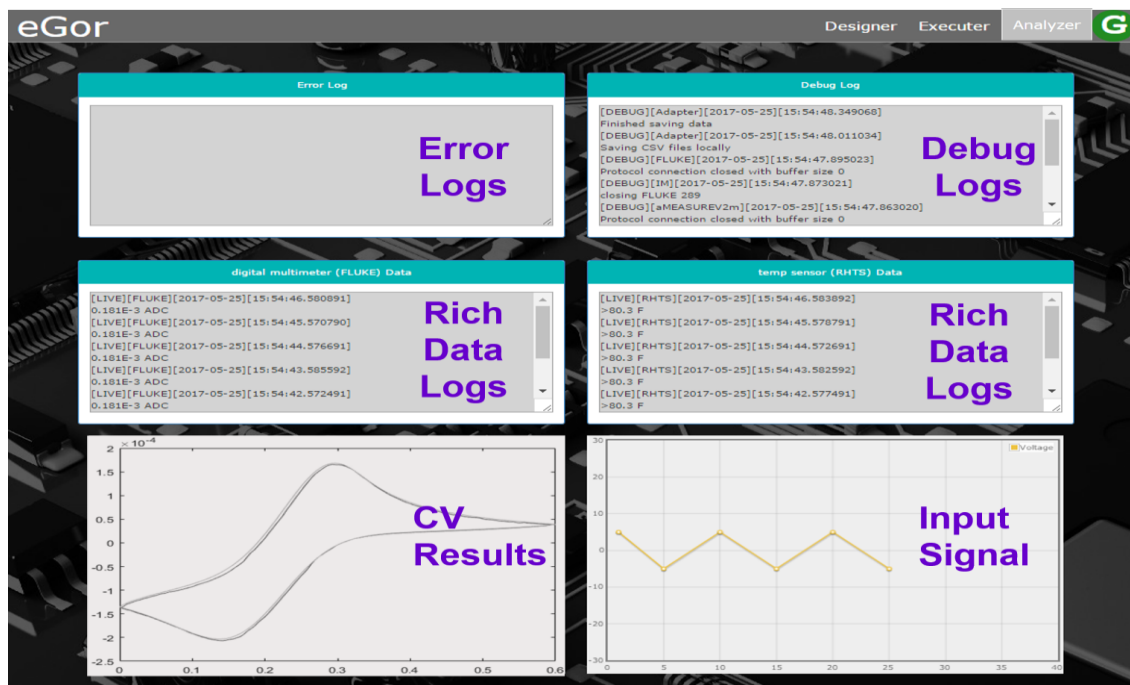 eGor
Designer Executer Analyzer G
Error Log
Error
Logs
Debug Log
[DEBUG][Adapter][2017-05-25][15:54:48.349068]
Finished saving data
[DEBUG][Adapter][2017-05-25][15:54:48.011034]
Saving CSV files locally
[DEBUG][FLUKE][2017-05-25][15:54:47.895023]
Protocol connection closed with buffer size 0
[DEBUG][IM][2017-05-25][15:54:47.873021]
closing FLUKE 289
[DEBUG][aMEASUREV2m][2017-05-25][15:54:47.863020]
Protocol connection closed with buffer size 0
Debug
Logs
digital multimeter (FLUKE) Data
[LIVE][FLUKE][2017-05-25][15:54:46.580891]
0.181E-3 ADC
[LIVE][FLUKE][2017-05-25][15:54:45.570790]
0.181E-3 ADC
[LIVE][FLUKE][2017-05-25][15:54:44.576691]
0.181E-3 ADC
[LIVE][FLUKE][2017-05-25][15:54:43.585592]
0.181E-3 ADC
[LIVE][FLUKE][2017-05-25][15:54:42.572491]
0.181E-3 ADC
Rich
Data
Logs
temp sensor (RHTS) Data
[LIVE][RHTS][2017-05-25][15:54:46.583892]
>80.3 F
[LIVE][RHTS][2017-05-25][15:54:45.578791]
>80.3 F
[LIVE][RHTS][2017-05-25][15:54:44.572691]
>80.3 F
[LIVE][RHTS][2017-05-25][15:54:43.582592]
>80.3 F
[LIVE][RHTS][2017-05-25][15:54:42.577491]
>80.3 F
Rich
Data
Logs
× 10-4
2
1.5
1
0.5
0
-0.5
-1
-1.5
-2
-2.5
0 0.1 0.2 0.3 0.4 0.5 0.6
CV
Results
Voltage
30
20
10
0
-10
-20
-30
0 5 10 15 20 25 30 35 40
Input
Signal